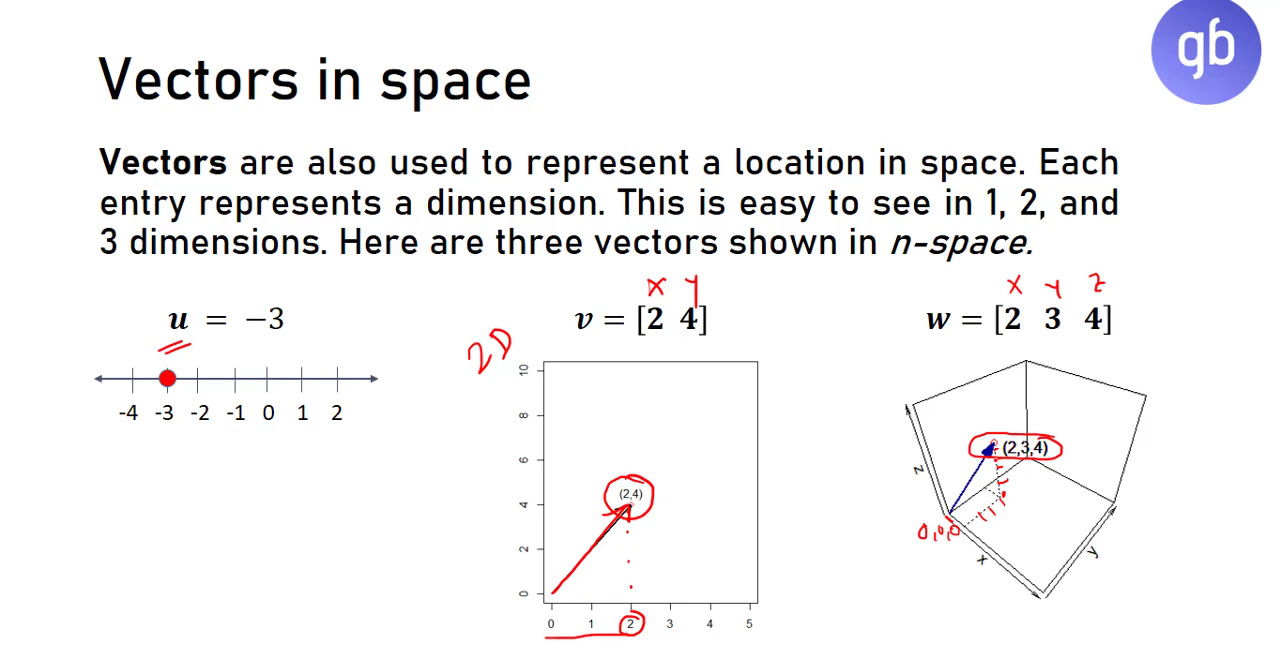 gb
Vectors in space
Vectors are also used to represent a location in space. Each
entry represents a dimension. This is easy to see in 1, 2, and
3 dimensions. Here are three vectors shown in n-space.
u = −3
-4 -3 -2 -1 0 1 2
x y
v = [2 4]
2D
10
8
6
4
2
0
(2,4)
0 1 2 3 4 5
x y z
w = [2 3 4]
(2,3,4)
z
0,0,0
x
y